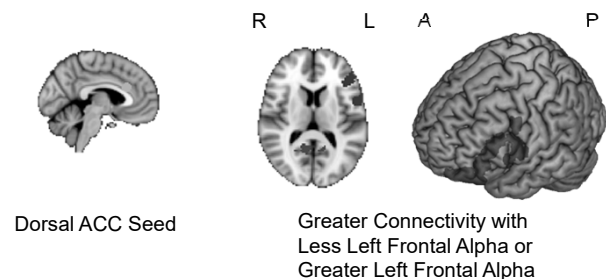 R L A P
Dorsal ACC Seed
Greater Connectivity with
Less Left Frontal Alpha or
Greater Left Frontal Alpha